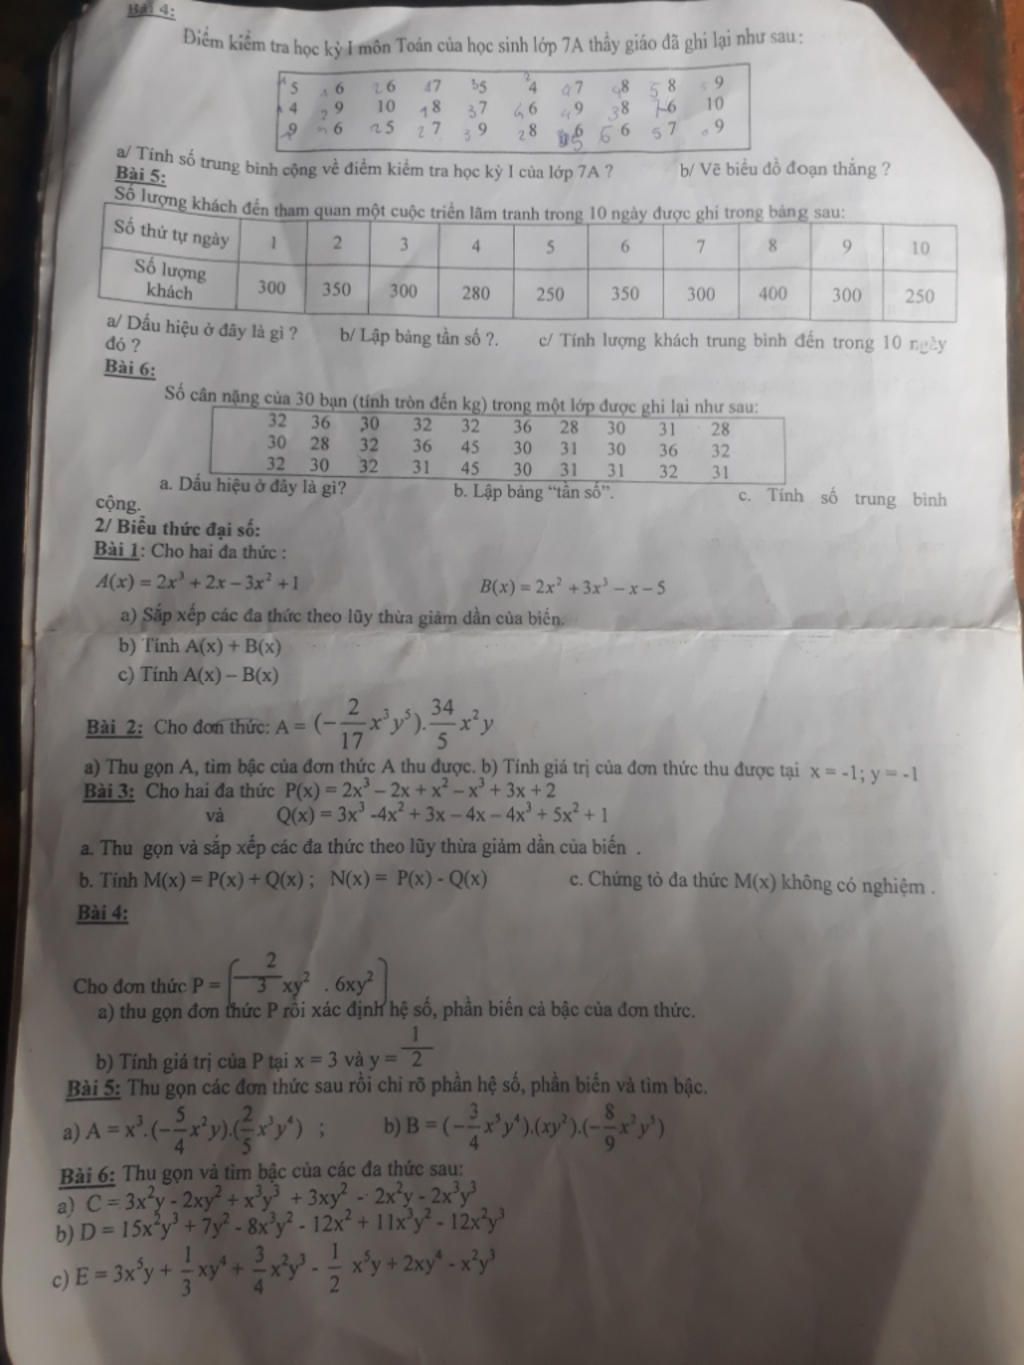 Bài 4:
Điểm kiểm tra học kỳ I môn Toán của học sinh lớp 7A thầy giáo đã ghi lại như sau:
5 6 6 7 5 4 7 8 8 9
4 9 10 8 7 6 9 8 6 10
9 6 5 7 9 8 6 6 7 9
a/ Tính số trung bình cộng về điểm kiểm tra học kỳ I của lớp 7A ? b/ Vẽ biểu đồ đoạn thẳng ?
Bài 5:
Số lượng khách đến tham quan một cuộc triển lãm tranh trong 10 ngày được ghi trong bảng sau:
Số thứ tự ngày 1 2 3 4 5 6 7 8 9 10
Số lượng khách 300 350 300 280 250 350 300 400 300 250
a/ Dấu hiệu ở đây là gì ? b/ Lập bảng tần số ?. c/ Tính lượng khách trung bình đến trong 10 ngày
đó ?
Bài 6:
Số cân nặng của 30 bạn (tính tròn đến kg) trong một lớp được ghi lại như sau:
32 36 30 32 32 36 28 30 31 28
30 28 32 36 45 30 31 30 36 32
32 30 32 31 45 30 31 31 32 31
a. Dấu hiệu ở đây là gì? b. Lập bảng “tần số”. c. Tính số trung bình
cộng.
2/ Biểu thức đại số:
Bài 1: Cho hai đa thức :
A(x) = 2x³ + 2x − 3x² + 1 B(x) = 2x² + 3x³ − x − 5
a) Sắp xếp các đa thức theo lũy thừa giảm dần của biến.
b) Tính A(x) + B(x)
c) Tính A(x) – B(x)
Bài 2: Cho đơn thức: A = (−2/17 x³y⁵).34/5 x²y
a) Thu gọn A, tìm bậc của đơn thức A thu được. b) Tính giá trị của đơn thức thu được tại x = -1; y = -1
Bài 3: Cho hai đa thức P(x) = 2x³ – 2x + x² – x³ + 3x + 2
và Q(x) = 3x³ -4x² + 3x – 4x – 4x³ + 5x² + 1
a. Thu gọn và sắp xếp các đa thức theo lũy thừa giảm dần của biến .
b. Tính M(x) = P(x) + Q(x) ; N(x) = P(x) - Q(x) c. Chứng tỏ đa thức M(x) không có nghiệm .
Bài 4:
Cho đơn thức P = (−2/3 xy² . 6xy²)
a) thu gọn đơn thức P rồi xác định hệ số, phần biến cả bậc của đơn thức.
b) Tính giá trị của P tại x = 3 và y = 1/2
Bài 5: Thu gọn các đơn thức sau rồi chỉ rõ phần hệ số, phần biến và tìm bậc.
a) A = x³.(−5/4 x²y).(2/5 x³y⁴) ; b) B = (−3/4 x⁵y⁴).(xy²).(−8/9 x²y⁵)
Bài 6: Thu gọn và tìm bậc của các đa thức sau:
a) C = 3x²y - 2xy² + x³y³ + 3xy² - 2x²y - 2x³y³
b) D = 15x²y³ + 7y² - 8x³y² - 12x² + 11x³y² - 12x²y³
c) E = 3x⁵y + 1/3 xy⁴ + 3/4 x²y³ - 1/2 x⁵y + 2xy⁴ - x²y³